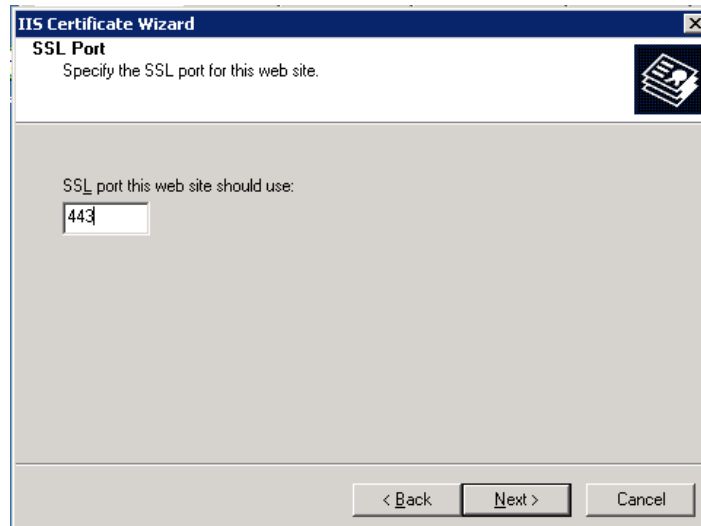 IIS Certificate Wizard
SSL Port
Specify the SSL port for this web site.
SSL port this web site should use:
443
< Back
Next >
Cancel